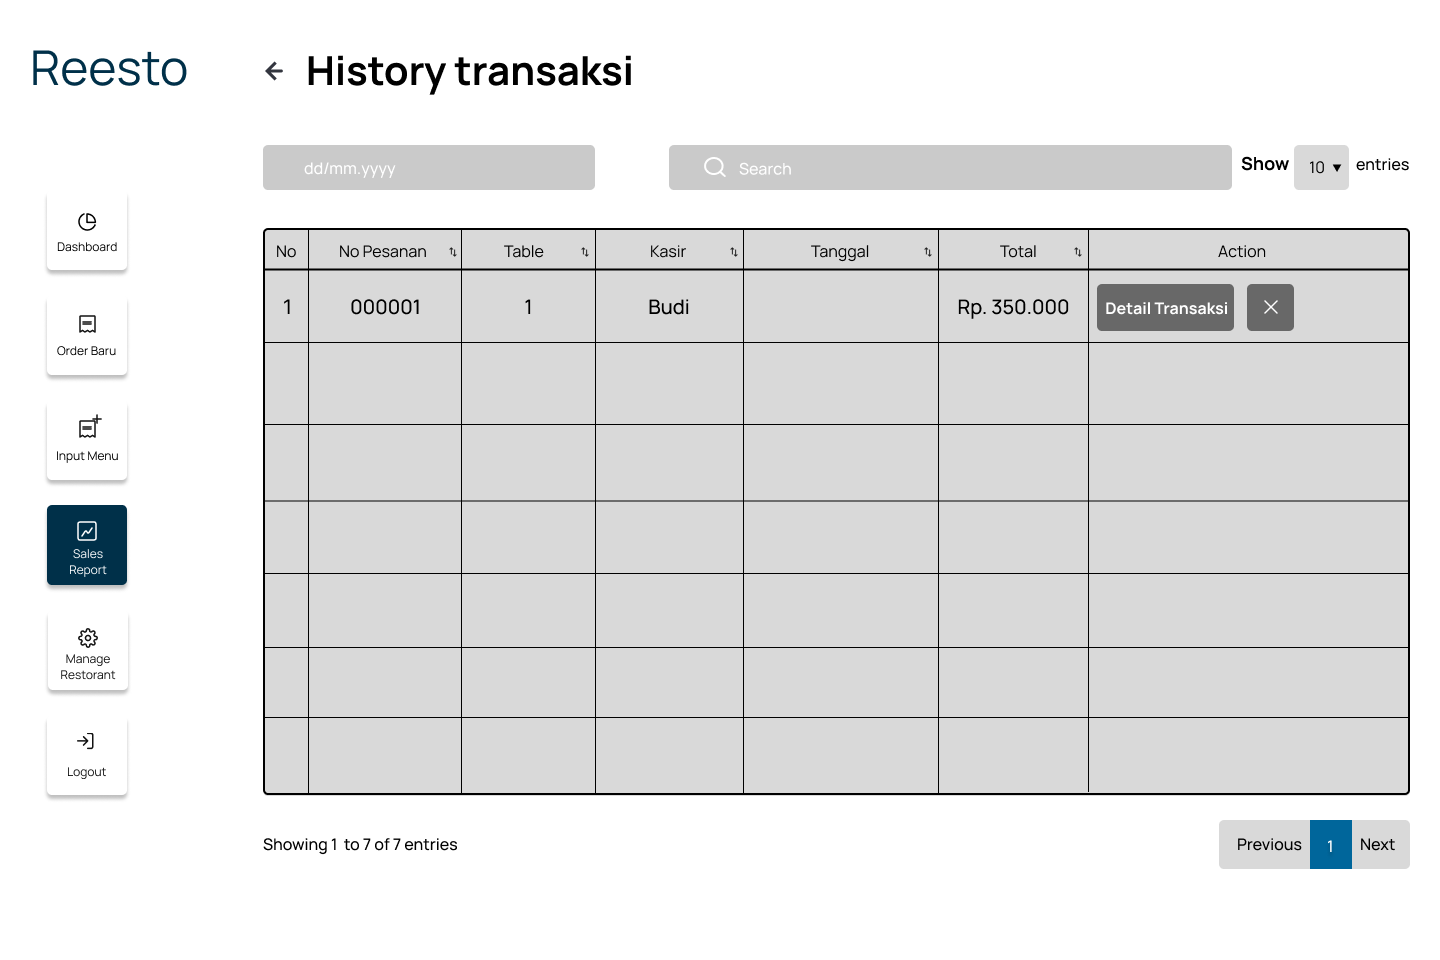 Reesto
History transaksi
dd/mm.yyyy
Search
Show 10 entries
Dashboard
Order Baru
Input Menu
Sales
Report
Manage
Restorant
Logout
No No Pesanan Table Kasir Tanggal Total Action
1 000001 1 Budi Rp. 350.000 Detail Transaksi
Showing 1 to 7 of 7 entries
Previous 1 Next